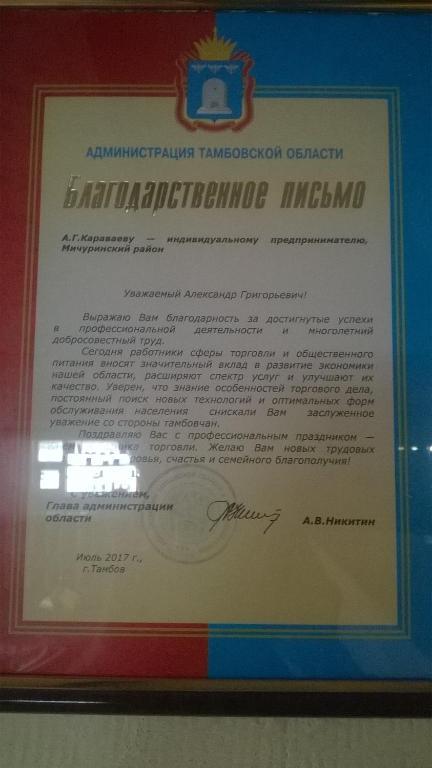 АДМИНИСТРАЦИЯ ТАМБОВСКОЙ ОБЛАСТИ
Благодарственное письмо
А.Г.Караваеву — индивидуальному предпринимателю,
Мичуринский район
Уважаемый Александр Григорьевич!
Выражаю Вам благодарность за достигнутые успехи
в профессиональной деятельности и многолетний
добросовестный труд.
Сегодня работники сферы торговли и общественного
питания вносят значительный вклад в развитие экономики
нашей области, расширяют спектр услуг и улучшают их
качество. Уверен, что знание особенностей торгового дела,
постоянный поиск новых технологий и оптимальных форм
обслуживания населения снискали Вам заслуженное
уважение со стороны тамбовчан.
Поздравляю Вас с профессиональным праздником —
торговли. Желаю Вам новых трудовых
счастья и семейного благополучия!
С уважением,
Глава администрации
области
А.В.Никитин
Июль 2017 г.,
г.Тамбов